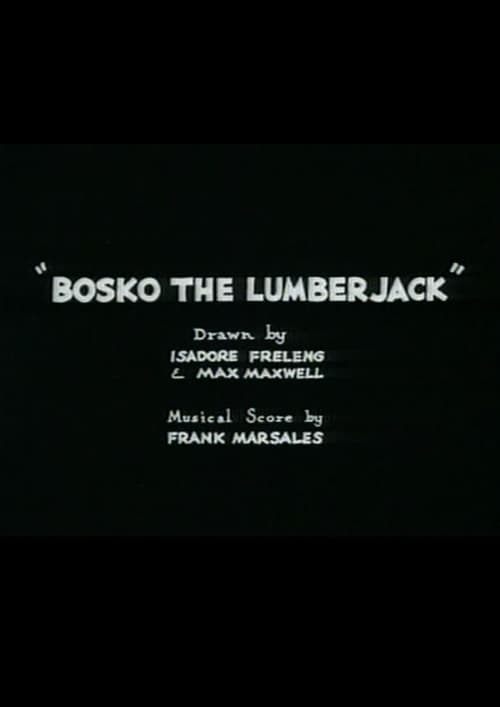 "BOSKO THE LUMBERJACK"
Drawn by
ISADORE FRELENG
& MAX MAXWELL
Musical Score by
FRANK MARSALES